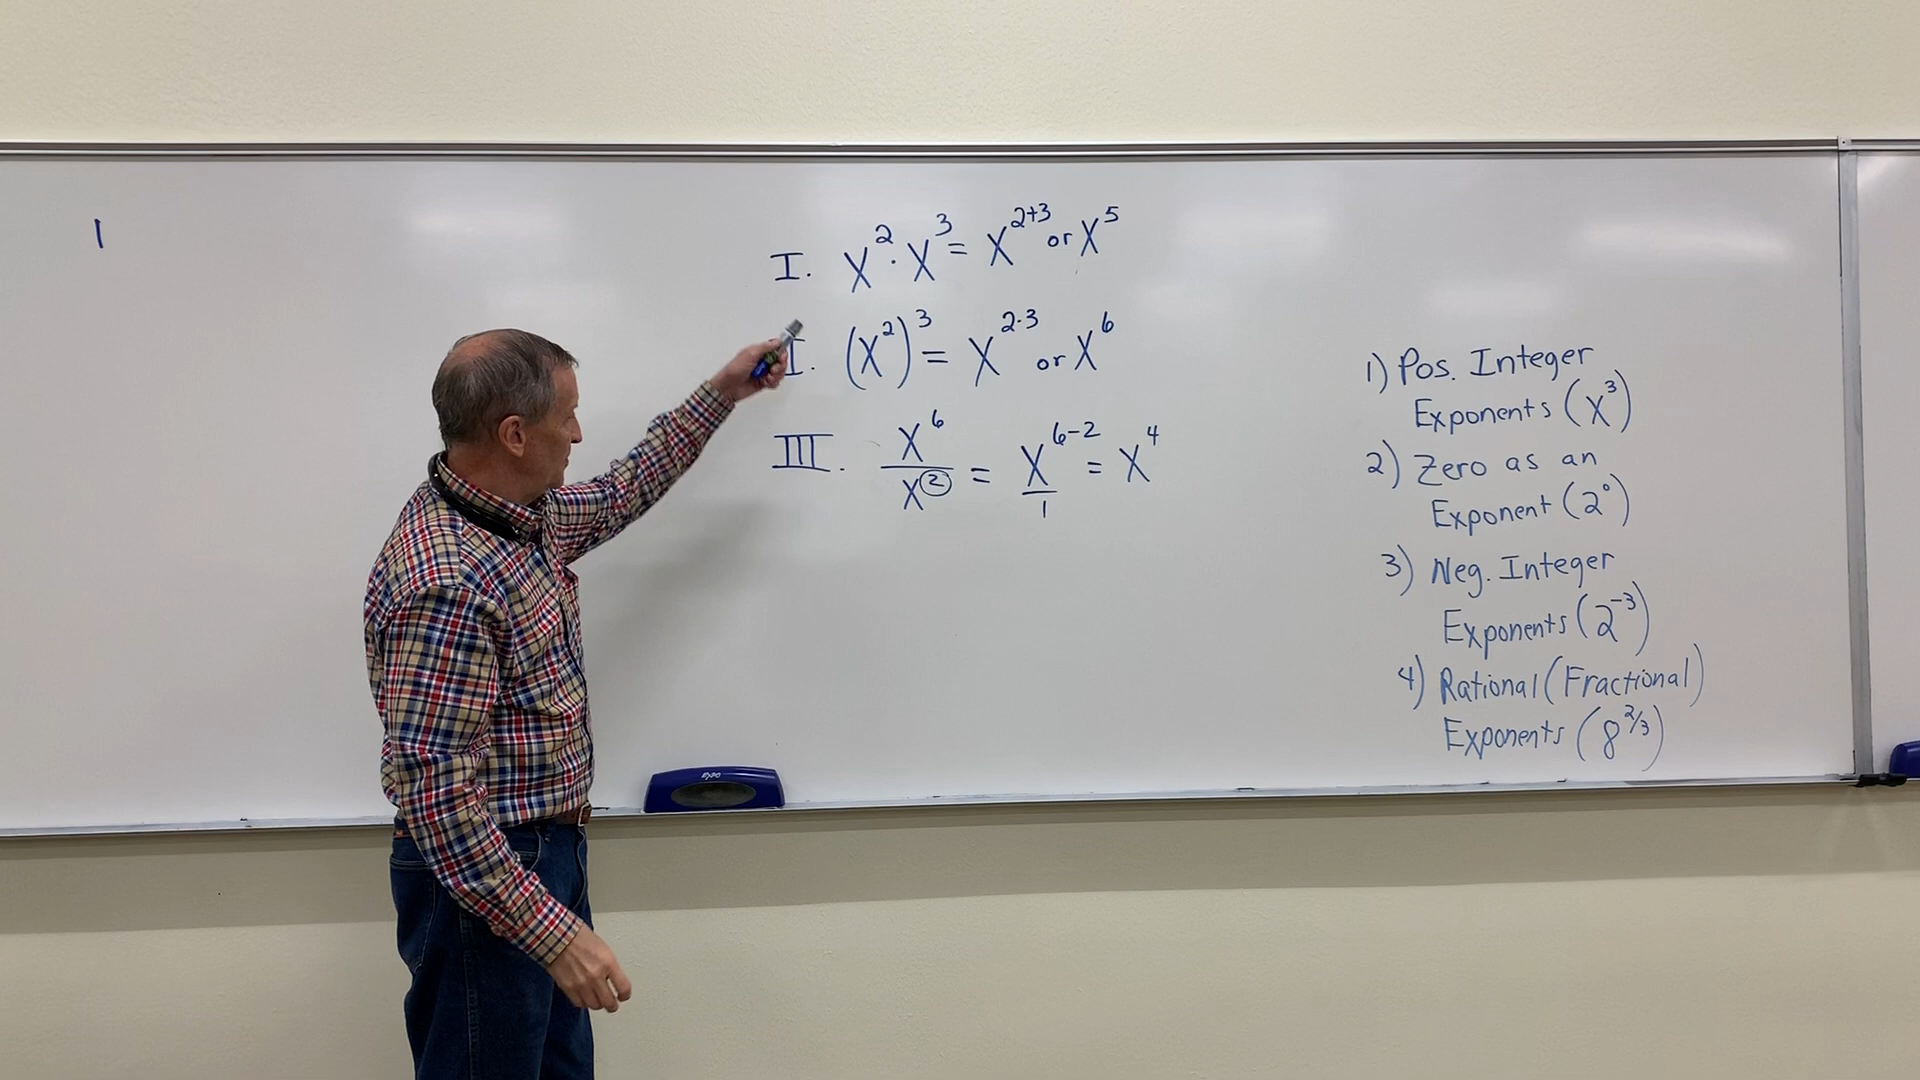 1
I. X² · X³ = X²⁺³ or X⁵
I. (X²)³ = X²·³ or X⁶
III. X⁶/X² = X⁶⁻²/1 = X⁴
1) Pos. Integer
Exponents (X³)
2) Zero as an
Exponent (2⁰)
3) Neg. Integer
Exponents (2⁻³)
4) Rational (Fractional)
Exponents (8²/³)
EXPO